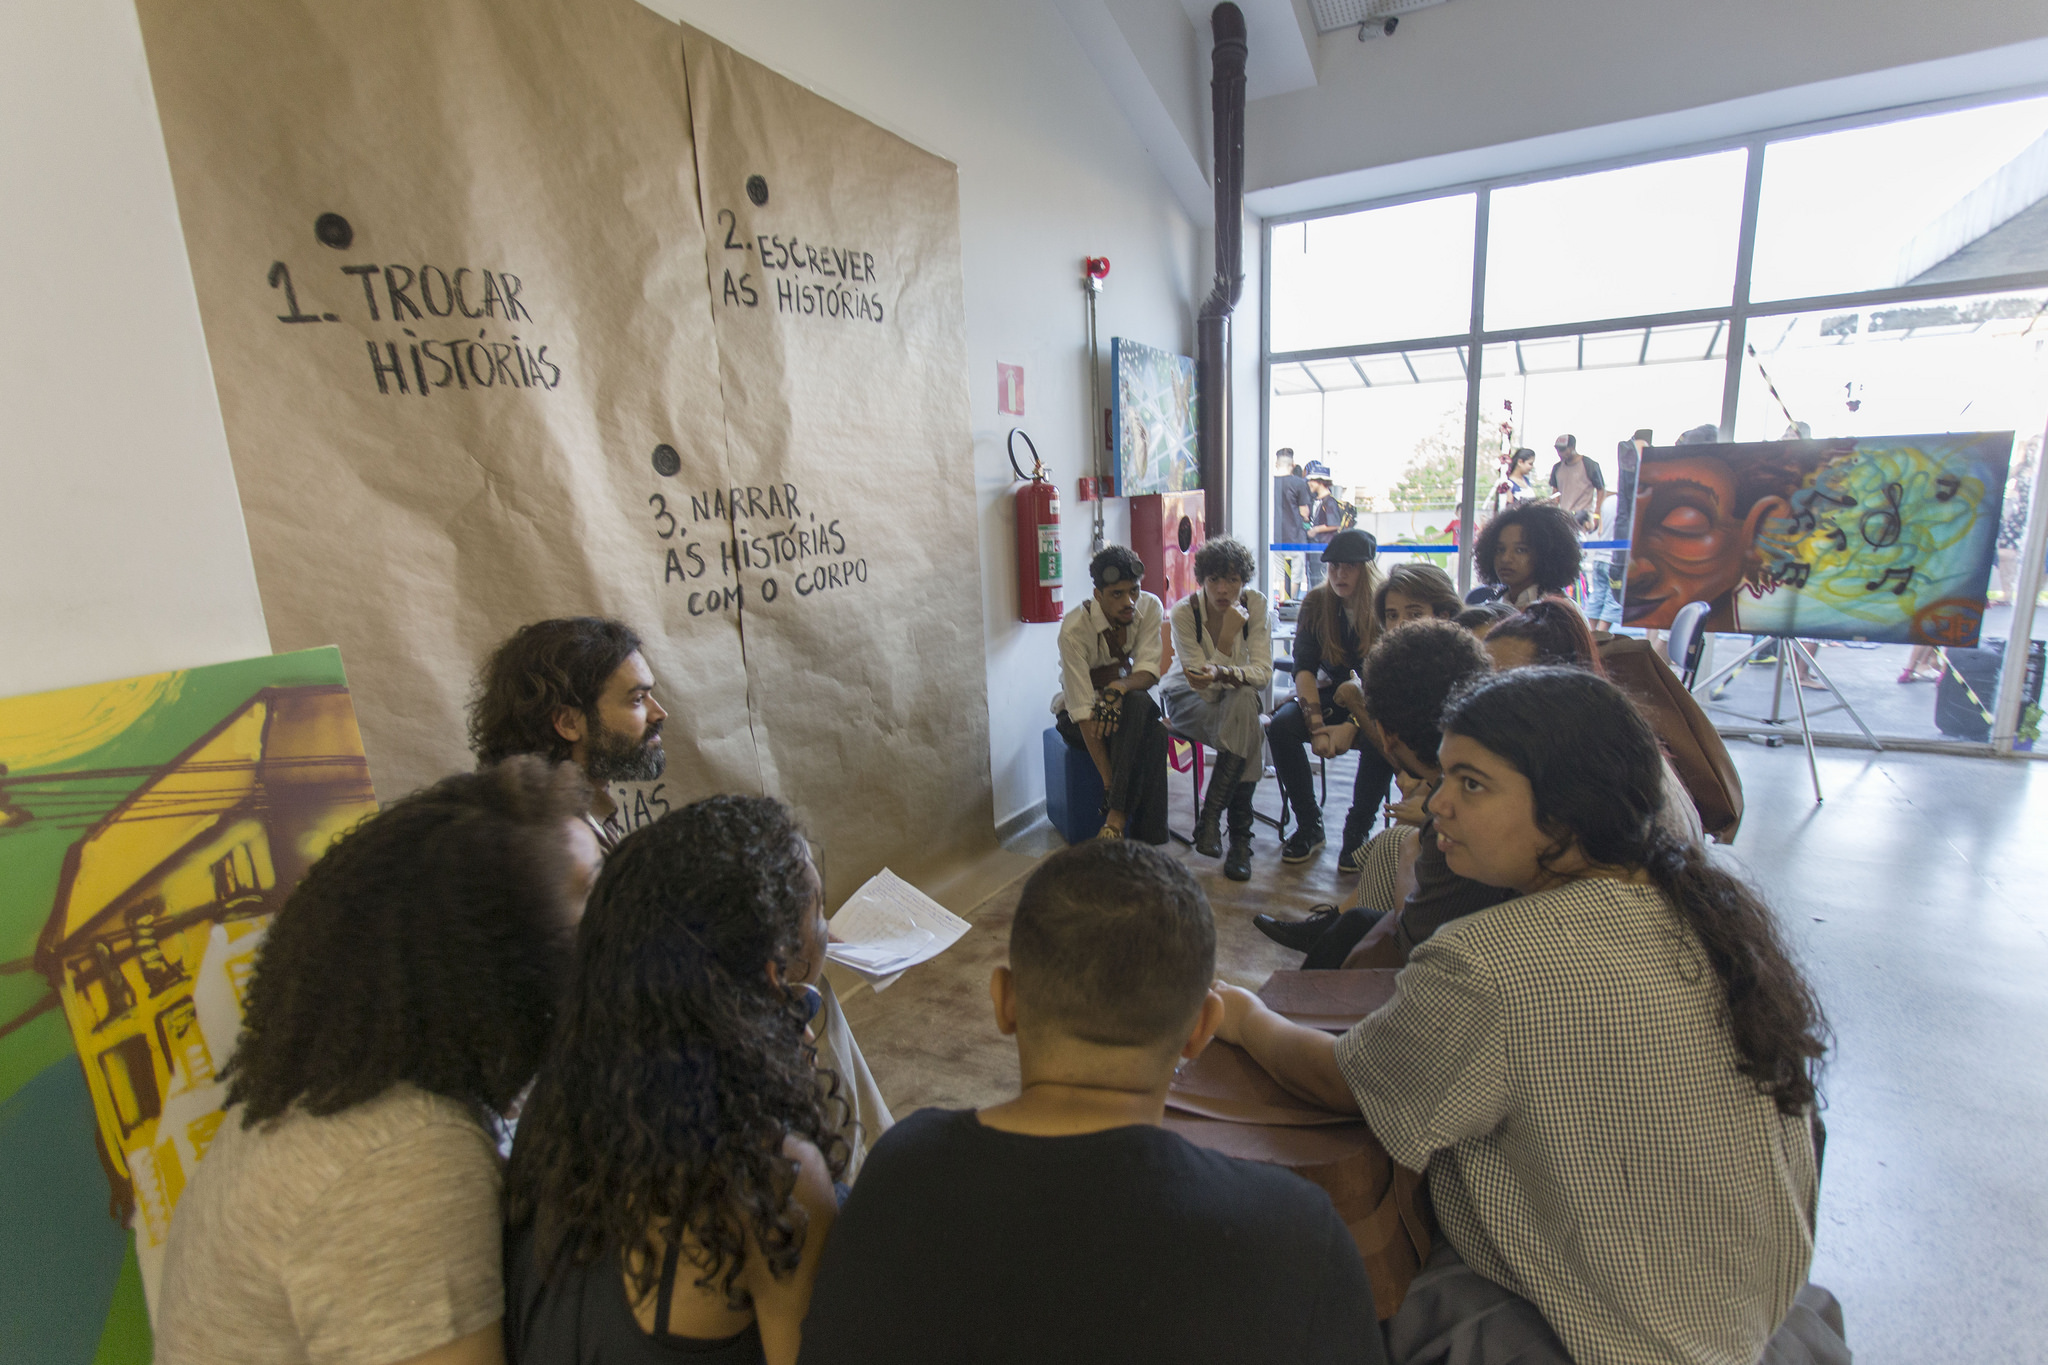 1. TROCAR
HISTÓRIAS
2. ESCREVER
AS HISTÓRIAS
3. NARRAR
AS HISTÓRIAS
COM O CORPO